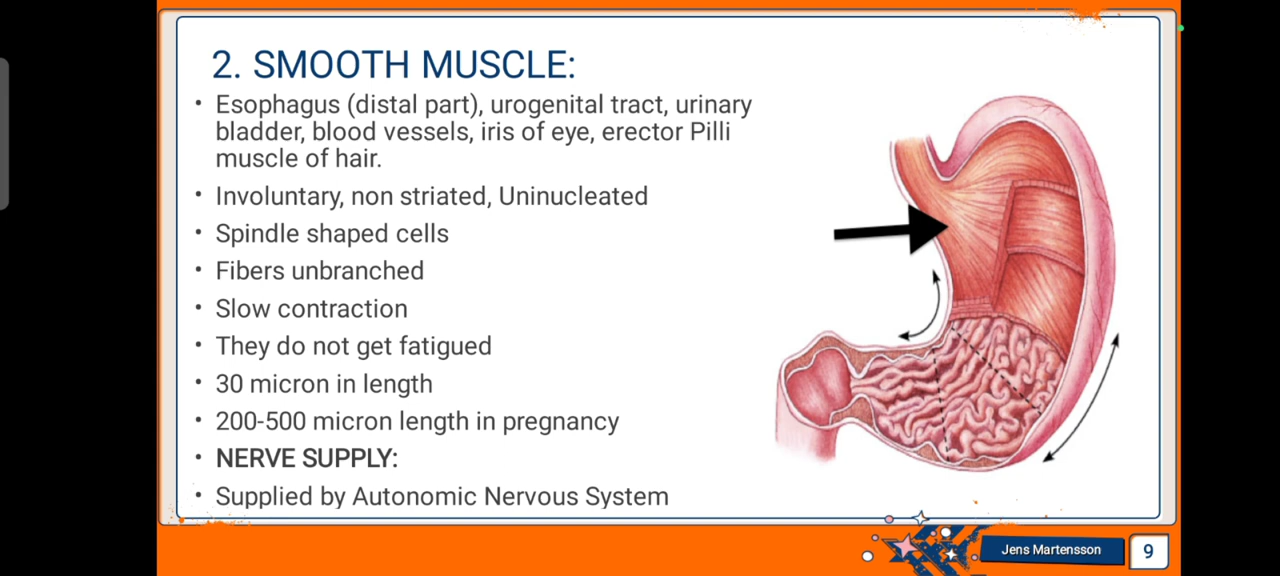 2. SMOOTH MUSCLE:
• Esophagus (distal part), urogenital tract, urinary
bladder, blood vessels, iris of eye, erector Pilli
muscle of hair.
• Involuntary, non striated, Uninucleated
• Spindle shaped cells
• Fibers unbranched
• Slow contraction
• They do not get fatigued
• 30 micron in length
• 200-500 micron length in pregnancy
• NERVE SUPPLY:
• Supplied by Autonomic Nervous System
Jens Martensson
9